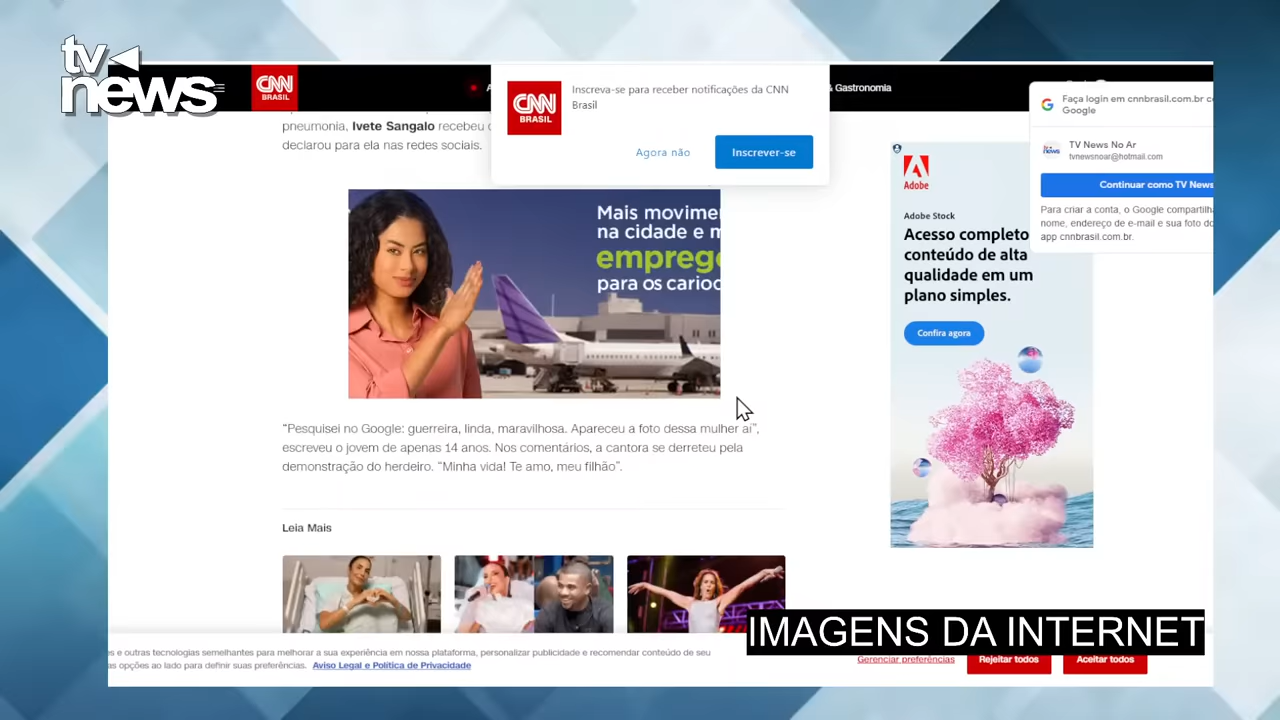 tv
news
CNN
BRASIL
CNN
BRASIL
Inscreva-se para receber notificações da CNN
Brasil
Agora não
Inscrever-se
& Gastronomia
Faça login em cnnbrasil.com.br
Google
TV News No Ar
tvnewsnoar@hotmail.com
Continuar como TV News
Para criar a conta, o Google
nome, endereço de e-mail e sua foto
app cnnbrasil.com.br.
pneumonia, Ivete Sangalo recebeu
declarou para ela nas redes sociais.
Mais
na cidade e
para os
Adobe
Adobe Stock
Acesso completo
conteúdo de alta
qualidade em um
plano simples.
Confira agora
“Pesquisei no Google: guerreira, linda, maravilhosa. Apareceu a foto dessa mulher aí”,
escreveu o jovem de apenas 14 anos. Nos comentários, a cantora se derreteu pela
demonstração do herdeiro. “Minha vida! Te amo, meu filhão”.
Leia Mais
IMAGENS DA INTERNET
e outras tecnologias semelhantes para melhorar a sua experiência em nossa plataforma, personalizar publicidade e recomendar conteúdo de seu
opções ao lado para definir suas preferências. Aviso Legal e Política de Privacidade
Gerenciar preferências
Rejeitar todos
Aceitar todos